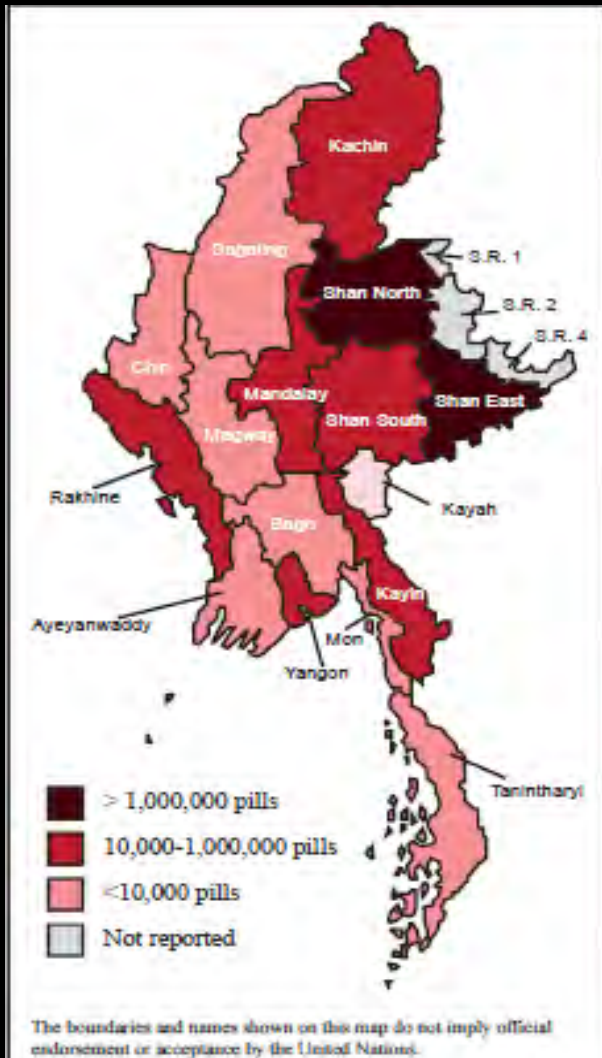 Kachin
Sagaing
S.R. 1
Shan North
S.R. 2
S.R. 4
Chin
Mandalay
Shan East
Shan South
Magway
Rakhine
Kayah
Bago
Kayin
Ayeyanwaddy
Mon
Yangon
Tanintharyi
> 1,000,000 pills
10,000-1,000,000 pills
<10,000 pills
Not reported
The boundaries and names shown on this map do not imply official
endorsement or acceptance by the United Nations.